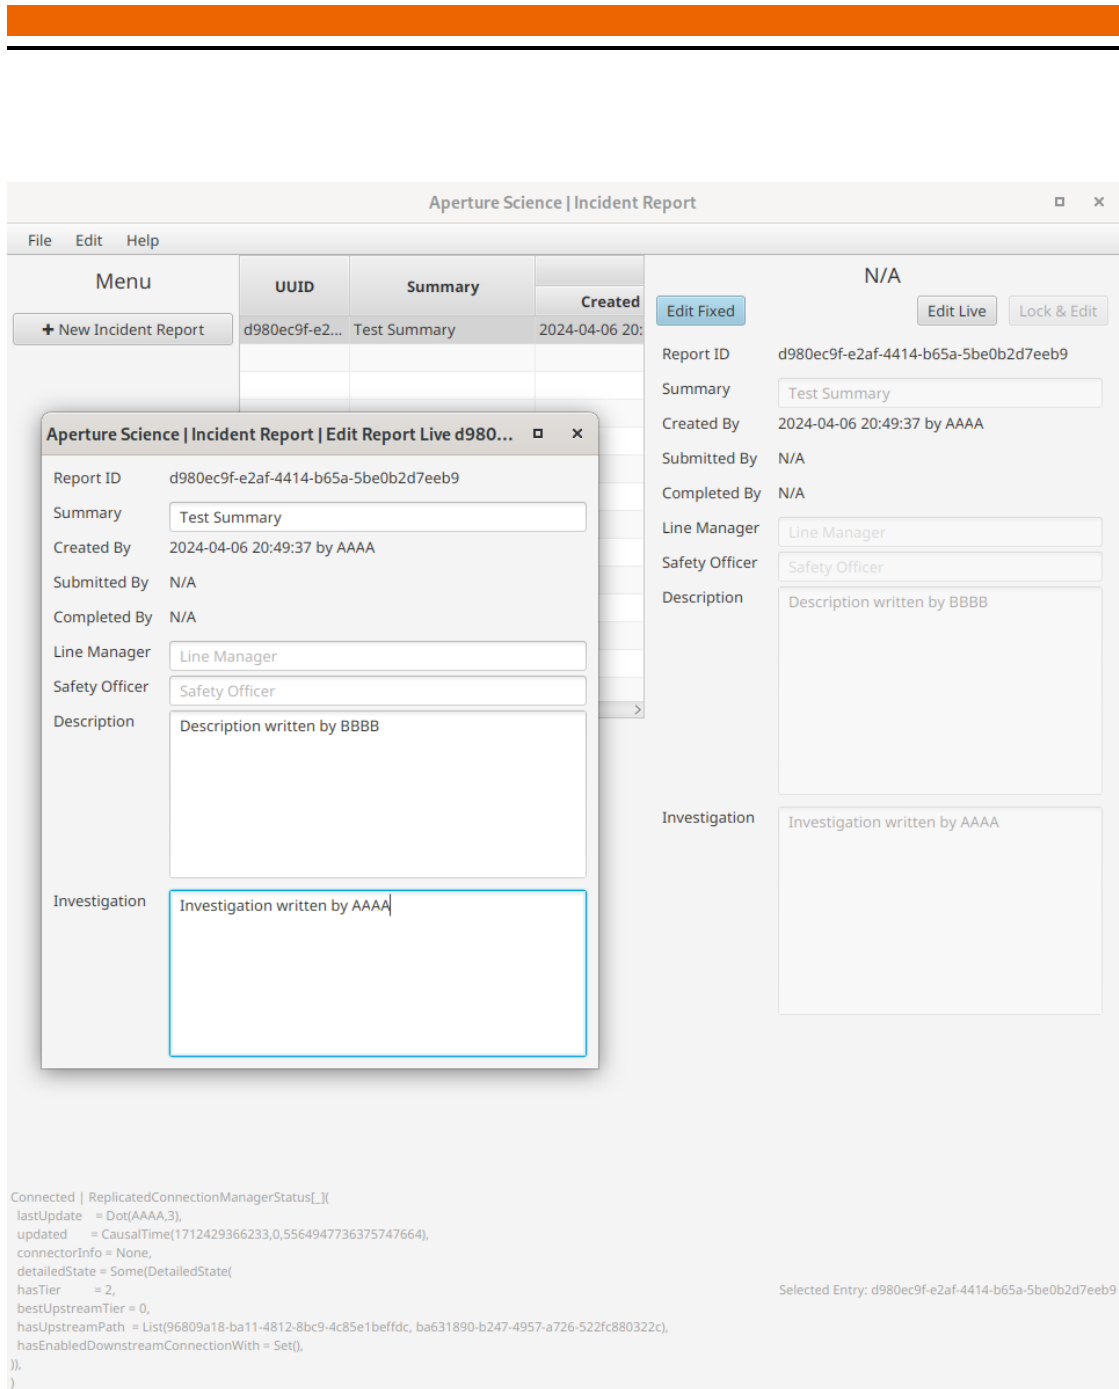 Aperture Science | Incident Report
File Edit Help
Menu
+ New Incident Report
UUID Summary Created
d980ec9f-e2... Test Summary 2024-04-06 20:
N/A
Edit Fixed Edit Live Lock & Edit
Report ID d980ec9f-e2af-4414-b65a-5be0b2d7eeb9
Summary Test Summary
Created By 2024-04-06 20:49:37 by AAAA
Submitted By N/A
Completed By N/A
Line Manager Line Manager
Safety Officer Safety Officer
Description Description written by BBBB
Investigation Investigation written by AAAA
Aperture Science | Incident Report | Edit Report Live d980...
Report ID d980ec9f-e2af-4414-b65a-5be0b2d7eeb9
Summary Test Summary
Created By 2024-04-06 20:49:37 by AAAA
Submitted By N/A
Completed By N/A
Line Manager Line Manager
Safety Officer Safety Officer
Description Description written by BBBB
Investigation Investigation written by AAAA
Connected | ReplicatedConnectionManagerStatus[_](
lastUpdate = Dot(AAAA,3),
updated = CausalTime(1712429366233,0,5564947736375747664),
connectorInfo = None,
detailedState = Some(DetailedState(
hasTier = 2,
bestUpstreamTier = 0,
hasUpstreamPath = List(96809a18-ba11-4812-8bc9-4c85e1beffdc, ba631890-b247-4957-a726-522fc880322c),
hasEnabledDownstreamConnectionWith = Set(),
)),
)
Selected Entry: d980ec9f-e2af-4414-b65a-5be0b2d7eeb9